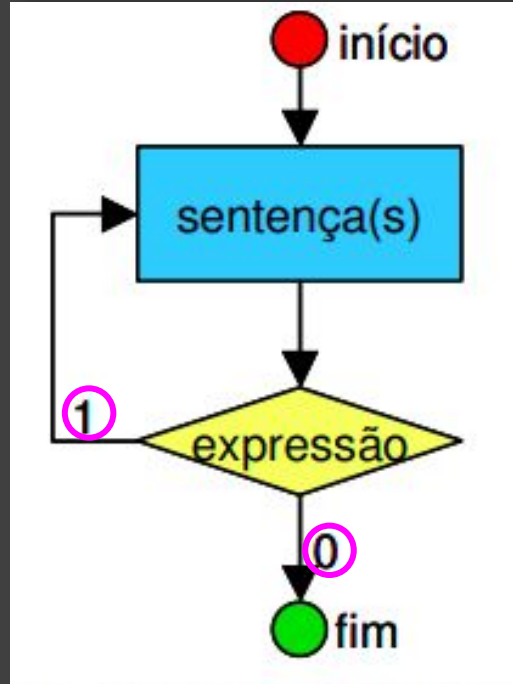 início
sentença(s)
1
expressão
0
fim